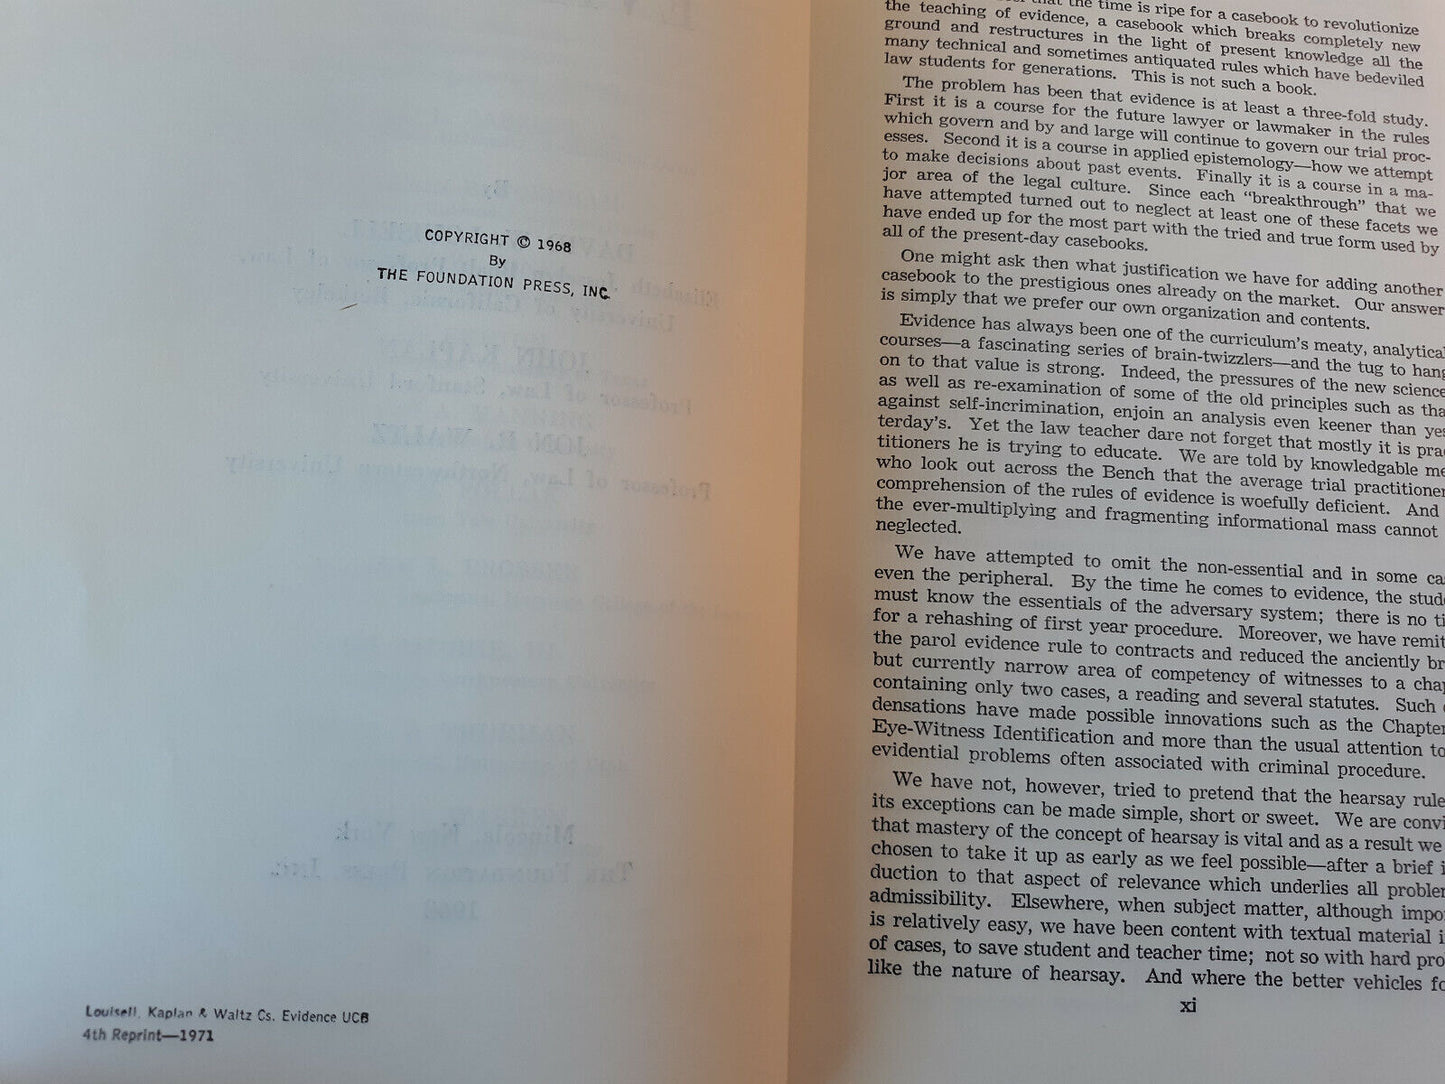 COPYRIGHT © 1968
By
THE FOUNDATION PRESS, INC.
Louisell, Kaplan & Waltz Cs. Evidence UCB
4th Reprint—1971
that the time is ripe for a casebook to revolutionize
the teaching of evidence, a casebook which breaks completely new
ground and restructures in the light of present knowledge all the
many technical and sometimes antiquated rules which have bedeviled
law students for generations. This is not such a book.
The problem has been that evidence is at least a three-fold study.
First it is a course for the future lawyer or lawmaker in the rules
which govern and by and large will continue to govern our trial proc-
esses. Second it is a course in applied epistemology—how we attempt
to make decisions about past events. Finally it is a course in a ma-
jor area of the legal culture. Since each "breakthrough" that we
have attempted turned out to neglect at least one of these facets we
have ended up for the most part with the tried and true form used by
all of the present-day casebooks.
One might ask then what justification we have for adding another
casebook to the prestigious ones already on the market. Our answer
is simply that we prefer our own organization and contents.
Evidence has always been one of the curriculum's meaty, analytical
courses—a fascinating series of brain-twizzlers—and the tug to hang
on to that value is strong. Indeed, the pressures of the new science
as well as re-examination of some of the old principles such as tha
against self-incrimination, enjoin an analysis even keener than yes
terday's. Yet the law teacher dare not forget that mostly it is prac
titioners he is trying to educate. We are told by knowledgable me
who look out across the Bench that the average trial practitioner
comprehension of the rules of evidence is woefully deficient. And
the ever-multiplying and fragmenting informational mass cannot
neglected.
We have attempted to omit the non-essential and in some ca
even the peripheral. By the time he comes to evidence, the stud
must know the essentials of the adversary system; there is no ti
for a rehashing of first year procedure. Moreover, we have remit
the parol evidence rule to contracts and reduced the anciently br
but currently narrow area of competency of witnesses to a cha
containing only two cases, a reading and several statutes. Such
densations have made possible innovations such as the Chapter
Eye-Witness Identification and more than the usual attention to
evidential problems often associated with criminal procedure.
We have not, however, tried to pretend that the hearsay rule
its exceptions can be made simple, short or sweet. We are convi
that mastery of the concept of hearsay is vital and as a result we
chosen to take it up as early as we feel possible—after a brief i
duction to that aspect of relevance which underlies all problem
admissibility. Elsewhere, when subject matter, although impo
is relatively easy, we have been content with textual material i
of cases, to save student and teacher time; not so with hard pro
like the nature of hearsay. And where the better vehicles fo
xi